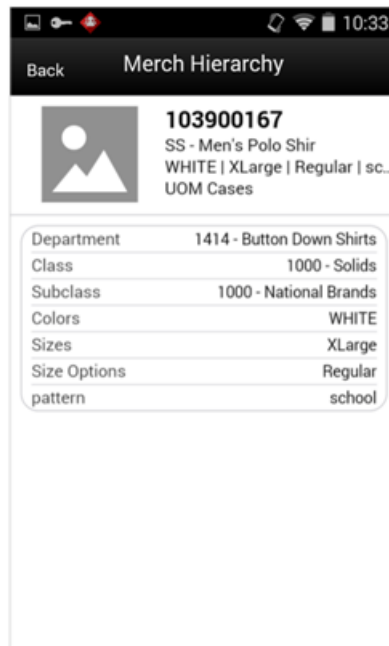 10:33
Back
Merch Hierarchy
103900167
SS - Men's Polo Shir
WHITE | XLarge | Regular | sc..
UOM Cases
Department 1414 - Button Down Shirts
Class 1000 - Solids
Subclass 1000 - National Brands
Colors WHITE
Sizes XLarge
Size Options Regular
pattern school